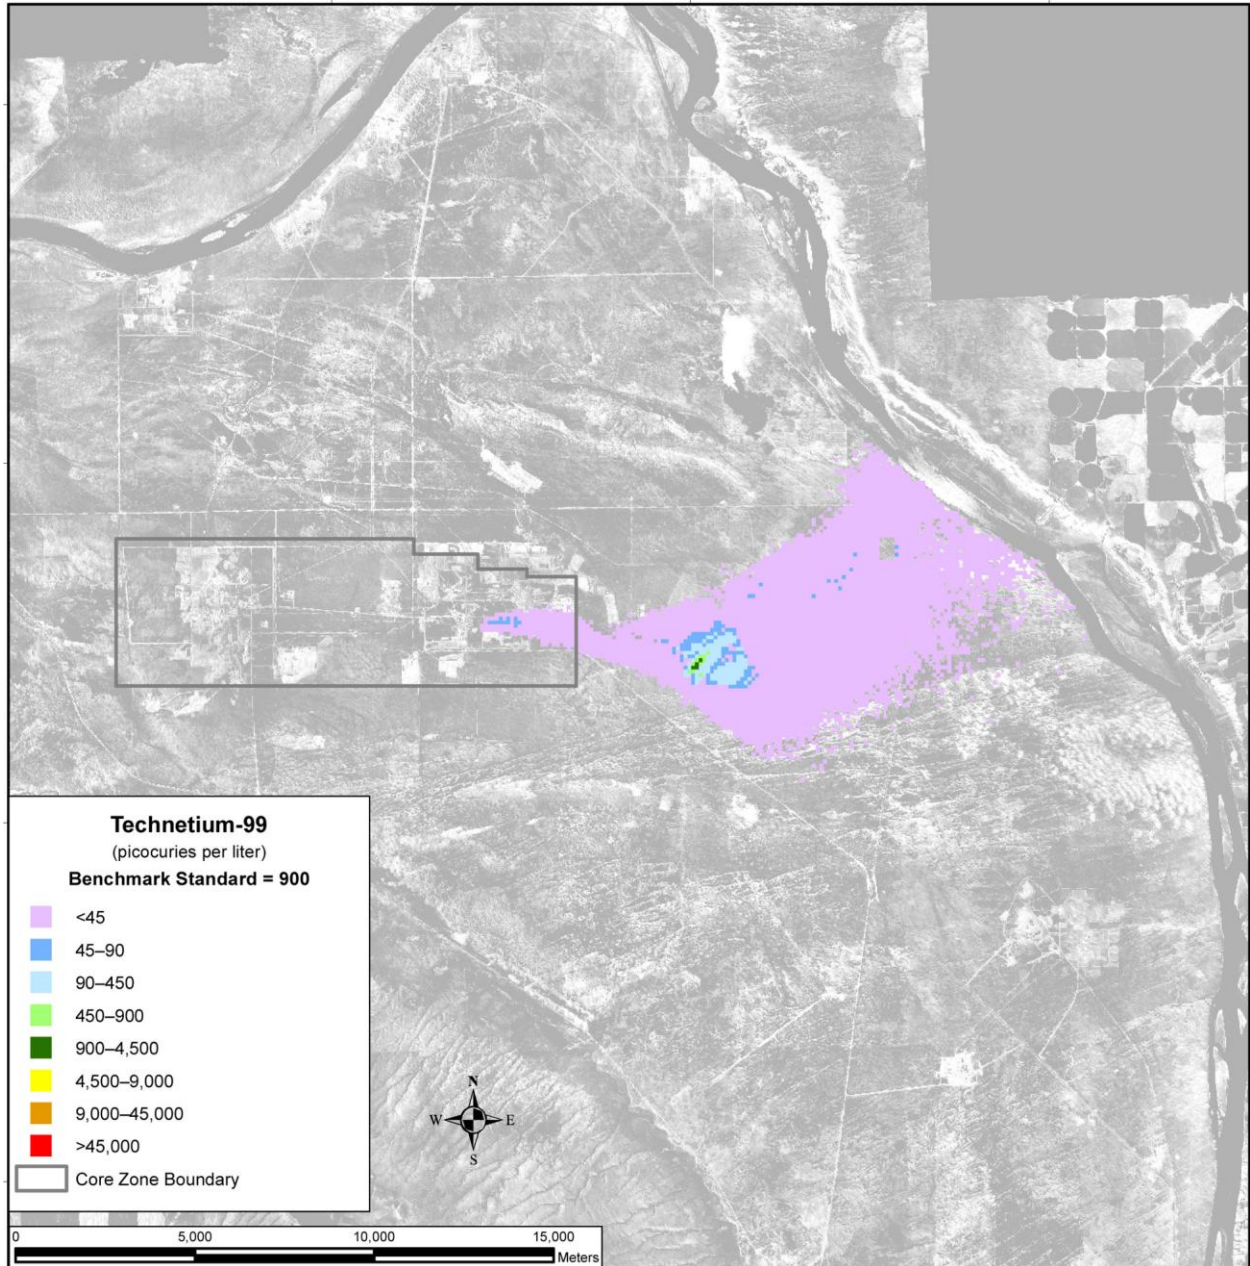 Technetium-99
(picocuries per liter)
Benchmark Standard = 900
<45
45–90
90–450
450–900
900–4,500
4,500–9,000
9,000–45,000
>45,000
Core Zone Boundary
N
W E
S
0 5,000 10,000 15,000
Meters